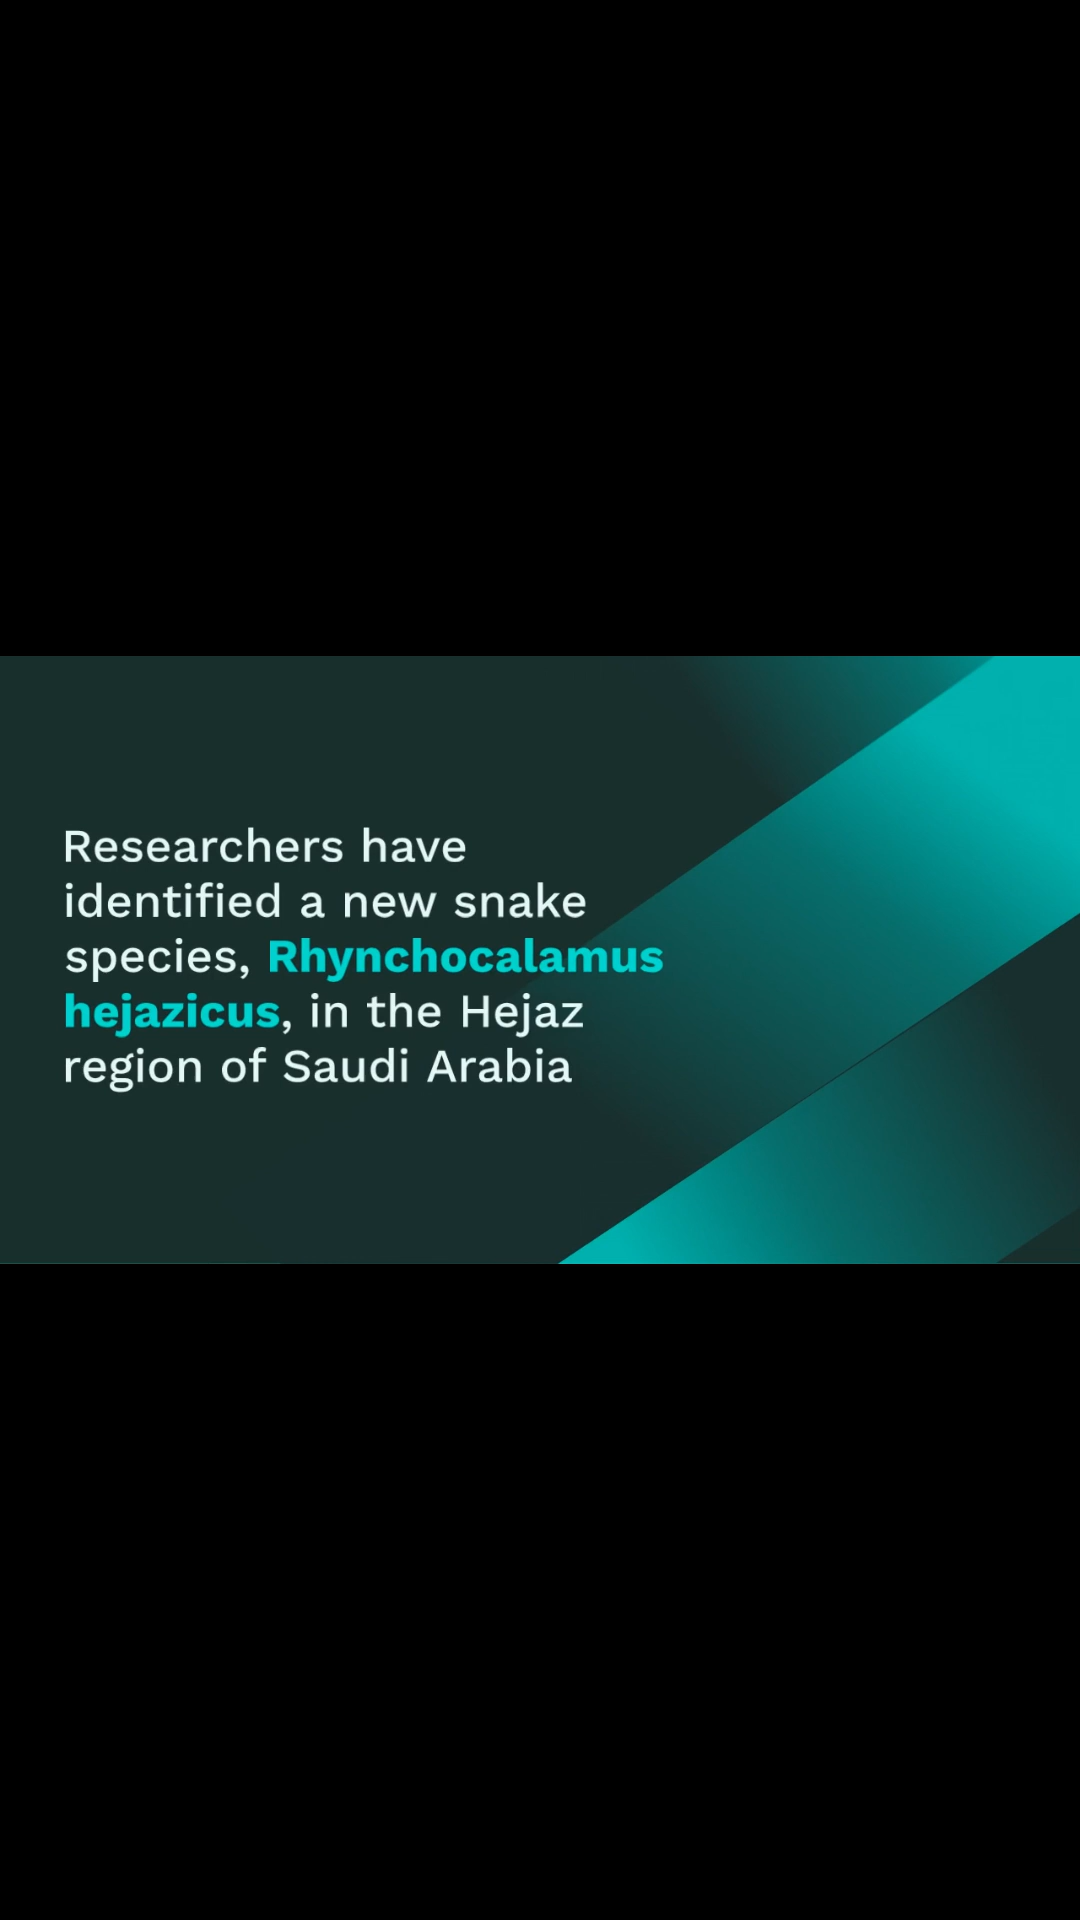 Researchers have
identified a new snake
species, Rhynchocalamus
hejazicus, in the Hejaz
region of Saudi Arabia